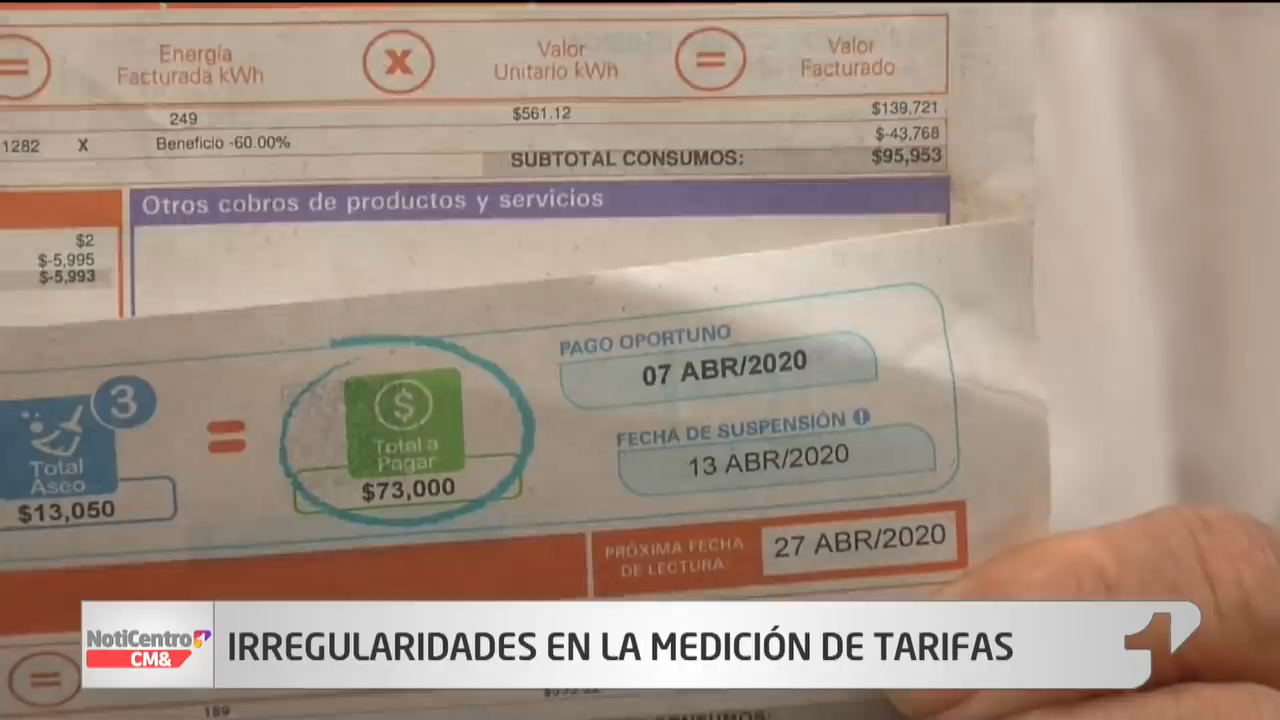 Energía
Facturada kWh
Valor
Unitario kWh
Valor
Facturado
249
$561.12
$139,721
1282 X Beneficio -60.00%
$-43,768
SUBTOTAL CONSUMOS: $95,953
Otros cobros de productos y servicios
$2
$-5,995
$-5,993
PAGO OPORTUNO
07 ABR/2020
3
Total
Aseo
$13,050
=
$
Total a
Pagar
$73,000
FECHA DE SUSPENSIÓN
13 ABR/2020
PRÓXIMA FECHA
DE LECTURA
27 ABR/2020
NotiCentro 1
CM&
IRREGULARIDADES EN LA MEDICIÓN DE TARIFAS
1
189